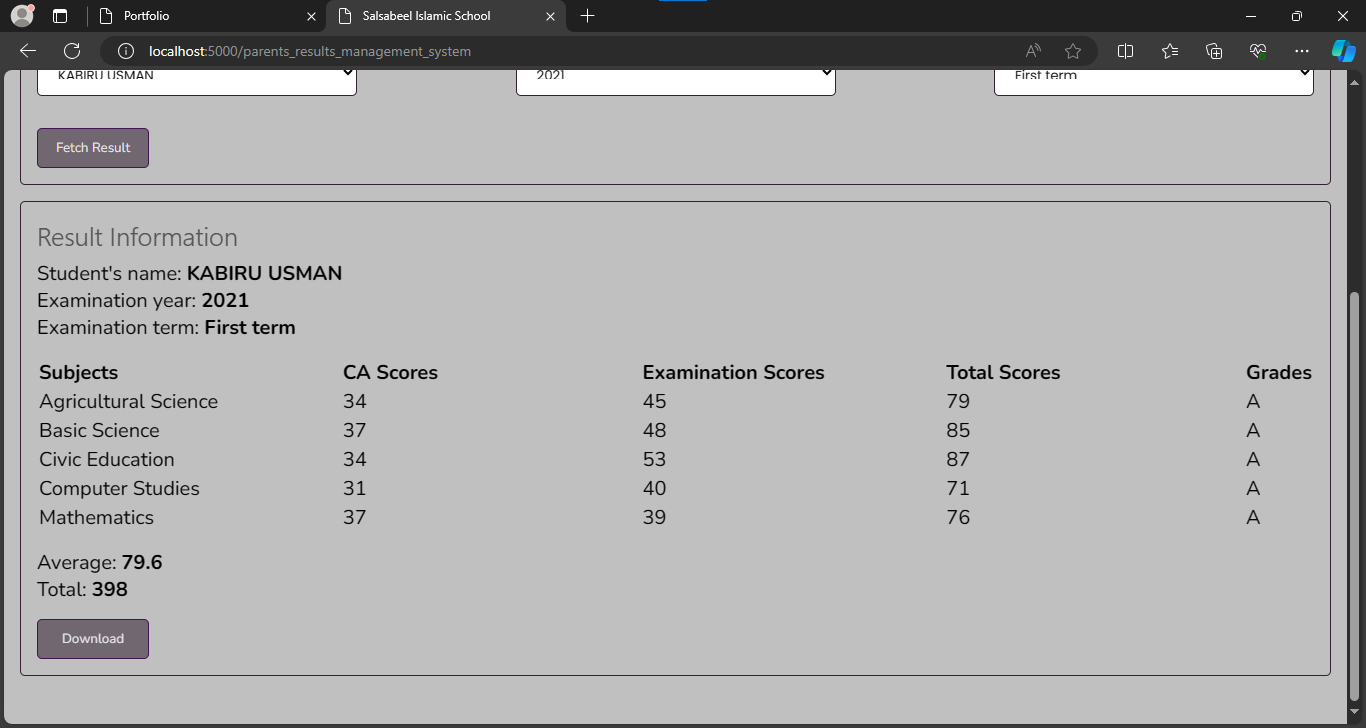 Portfolio
Salsabeel Islamic School
localhost:5000/parents_results_management_system
KABIRU USMAN 2021 First term
Fetch Result
Result Information
Student's name: KABIRU USMAN
Examination year: 2021
Examination term: First term
Subjects CA Scores Examination Scores Total Scores Grades
Agricultural Science 34 45 79 A
Basic Science 37 48 85 A
Civic Education 34 53 87 A
Computer Studies 31 40 71 A
Mathematics 37 39 76 A
Average: 79.6
Total: 398
Download